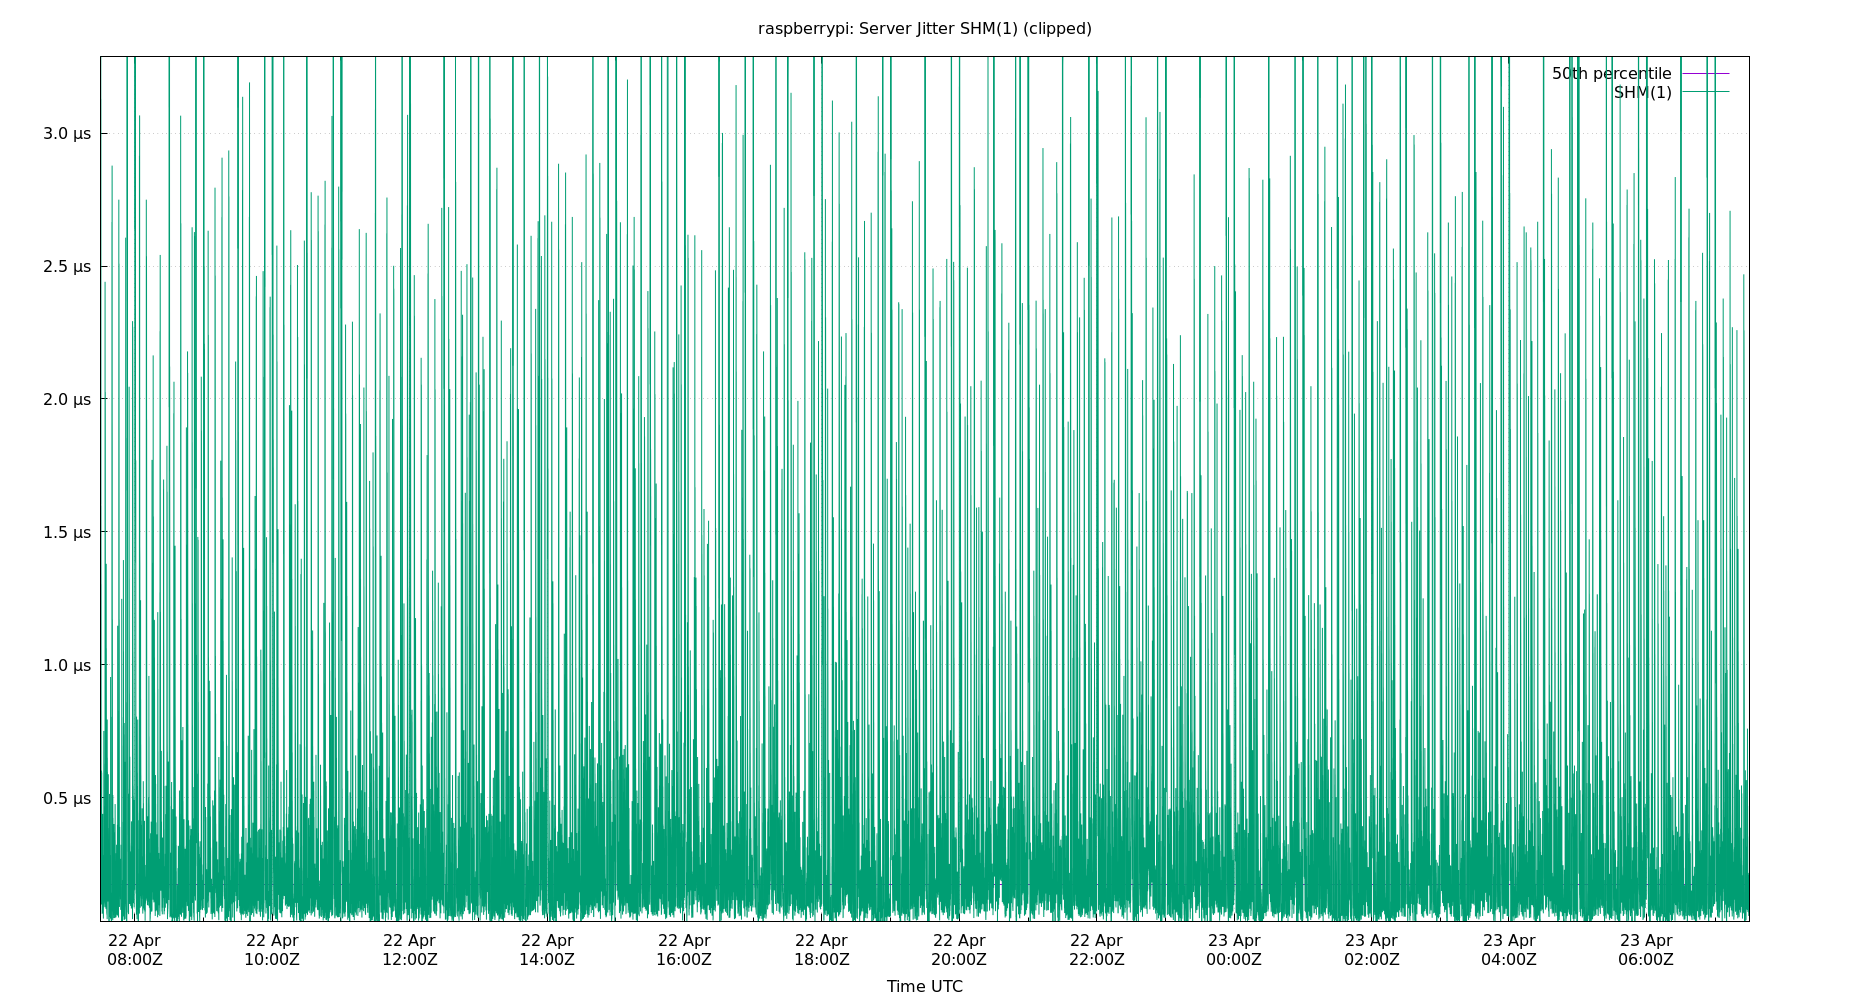 raspberrypi: Server Jitter SHM(1) (clipped)
50th percentile
SHM(1)
3.0 µs
2.5 µs
2.0 µs
1.5 µs
1.0 µs
0.5 µs
22 Apr 22 Apr 22 Apr 22 Apr 22 Apr 22 Apr 22 Apr 22 Apr 23 Apr 23 Apr 23 Apr 23 Apr
08:00Z 10:00Z 12:00Z 14:00Z 16:00Z 18:00Z 20:00Z 22:00Z 00:00Z 02:00Z 04:00Z 06:00Z
Time UTC